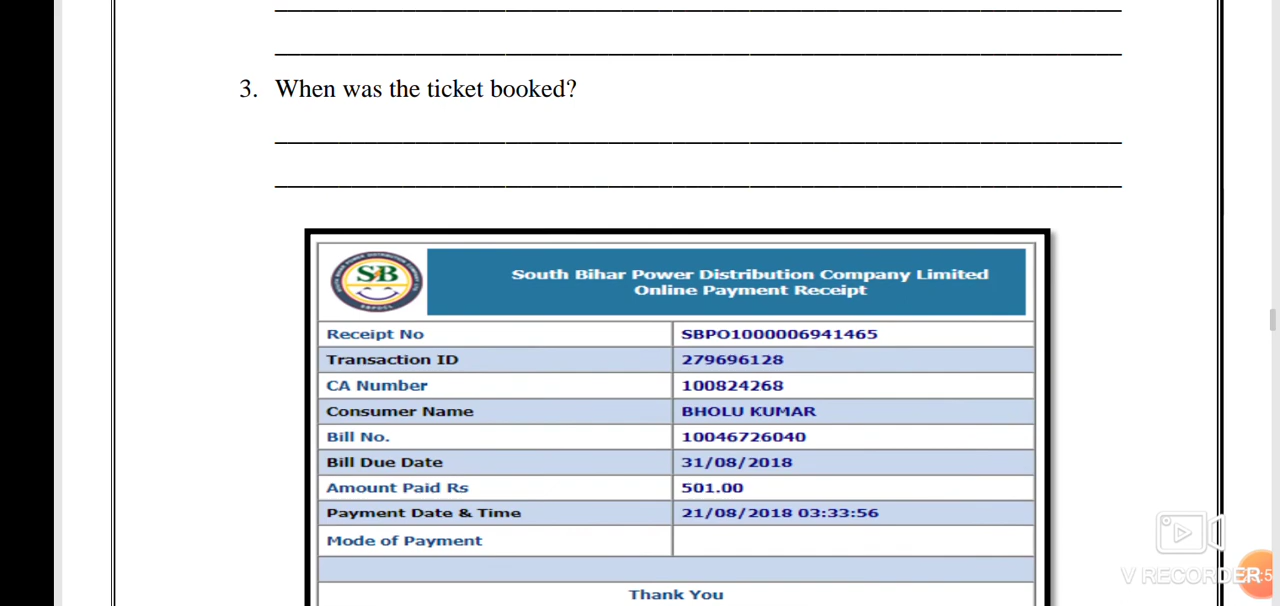 3. When was the ticket booked?
SB
South Bihar Power Distribution Company Limited
Online Payment Receipt
Receipt No SBPO1000006941465
Transaction ID 279696128
CA Number 100824268
Consumer Name BHOLU KUMAR
Bill No. 10046726040
Bill Due Date 31/08/2018
Amount Paid Rs 501.00
Payment Date & Time 21/08/2018 03:33:56
Mode of Payment
Thank You
V RECORDER